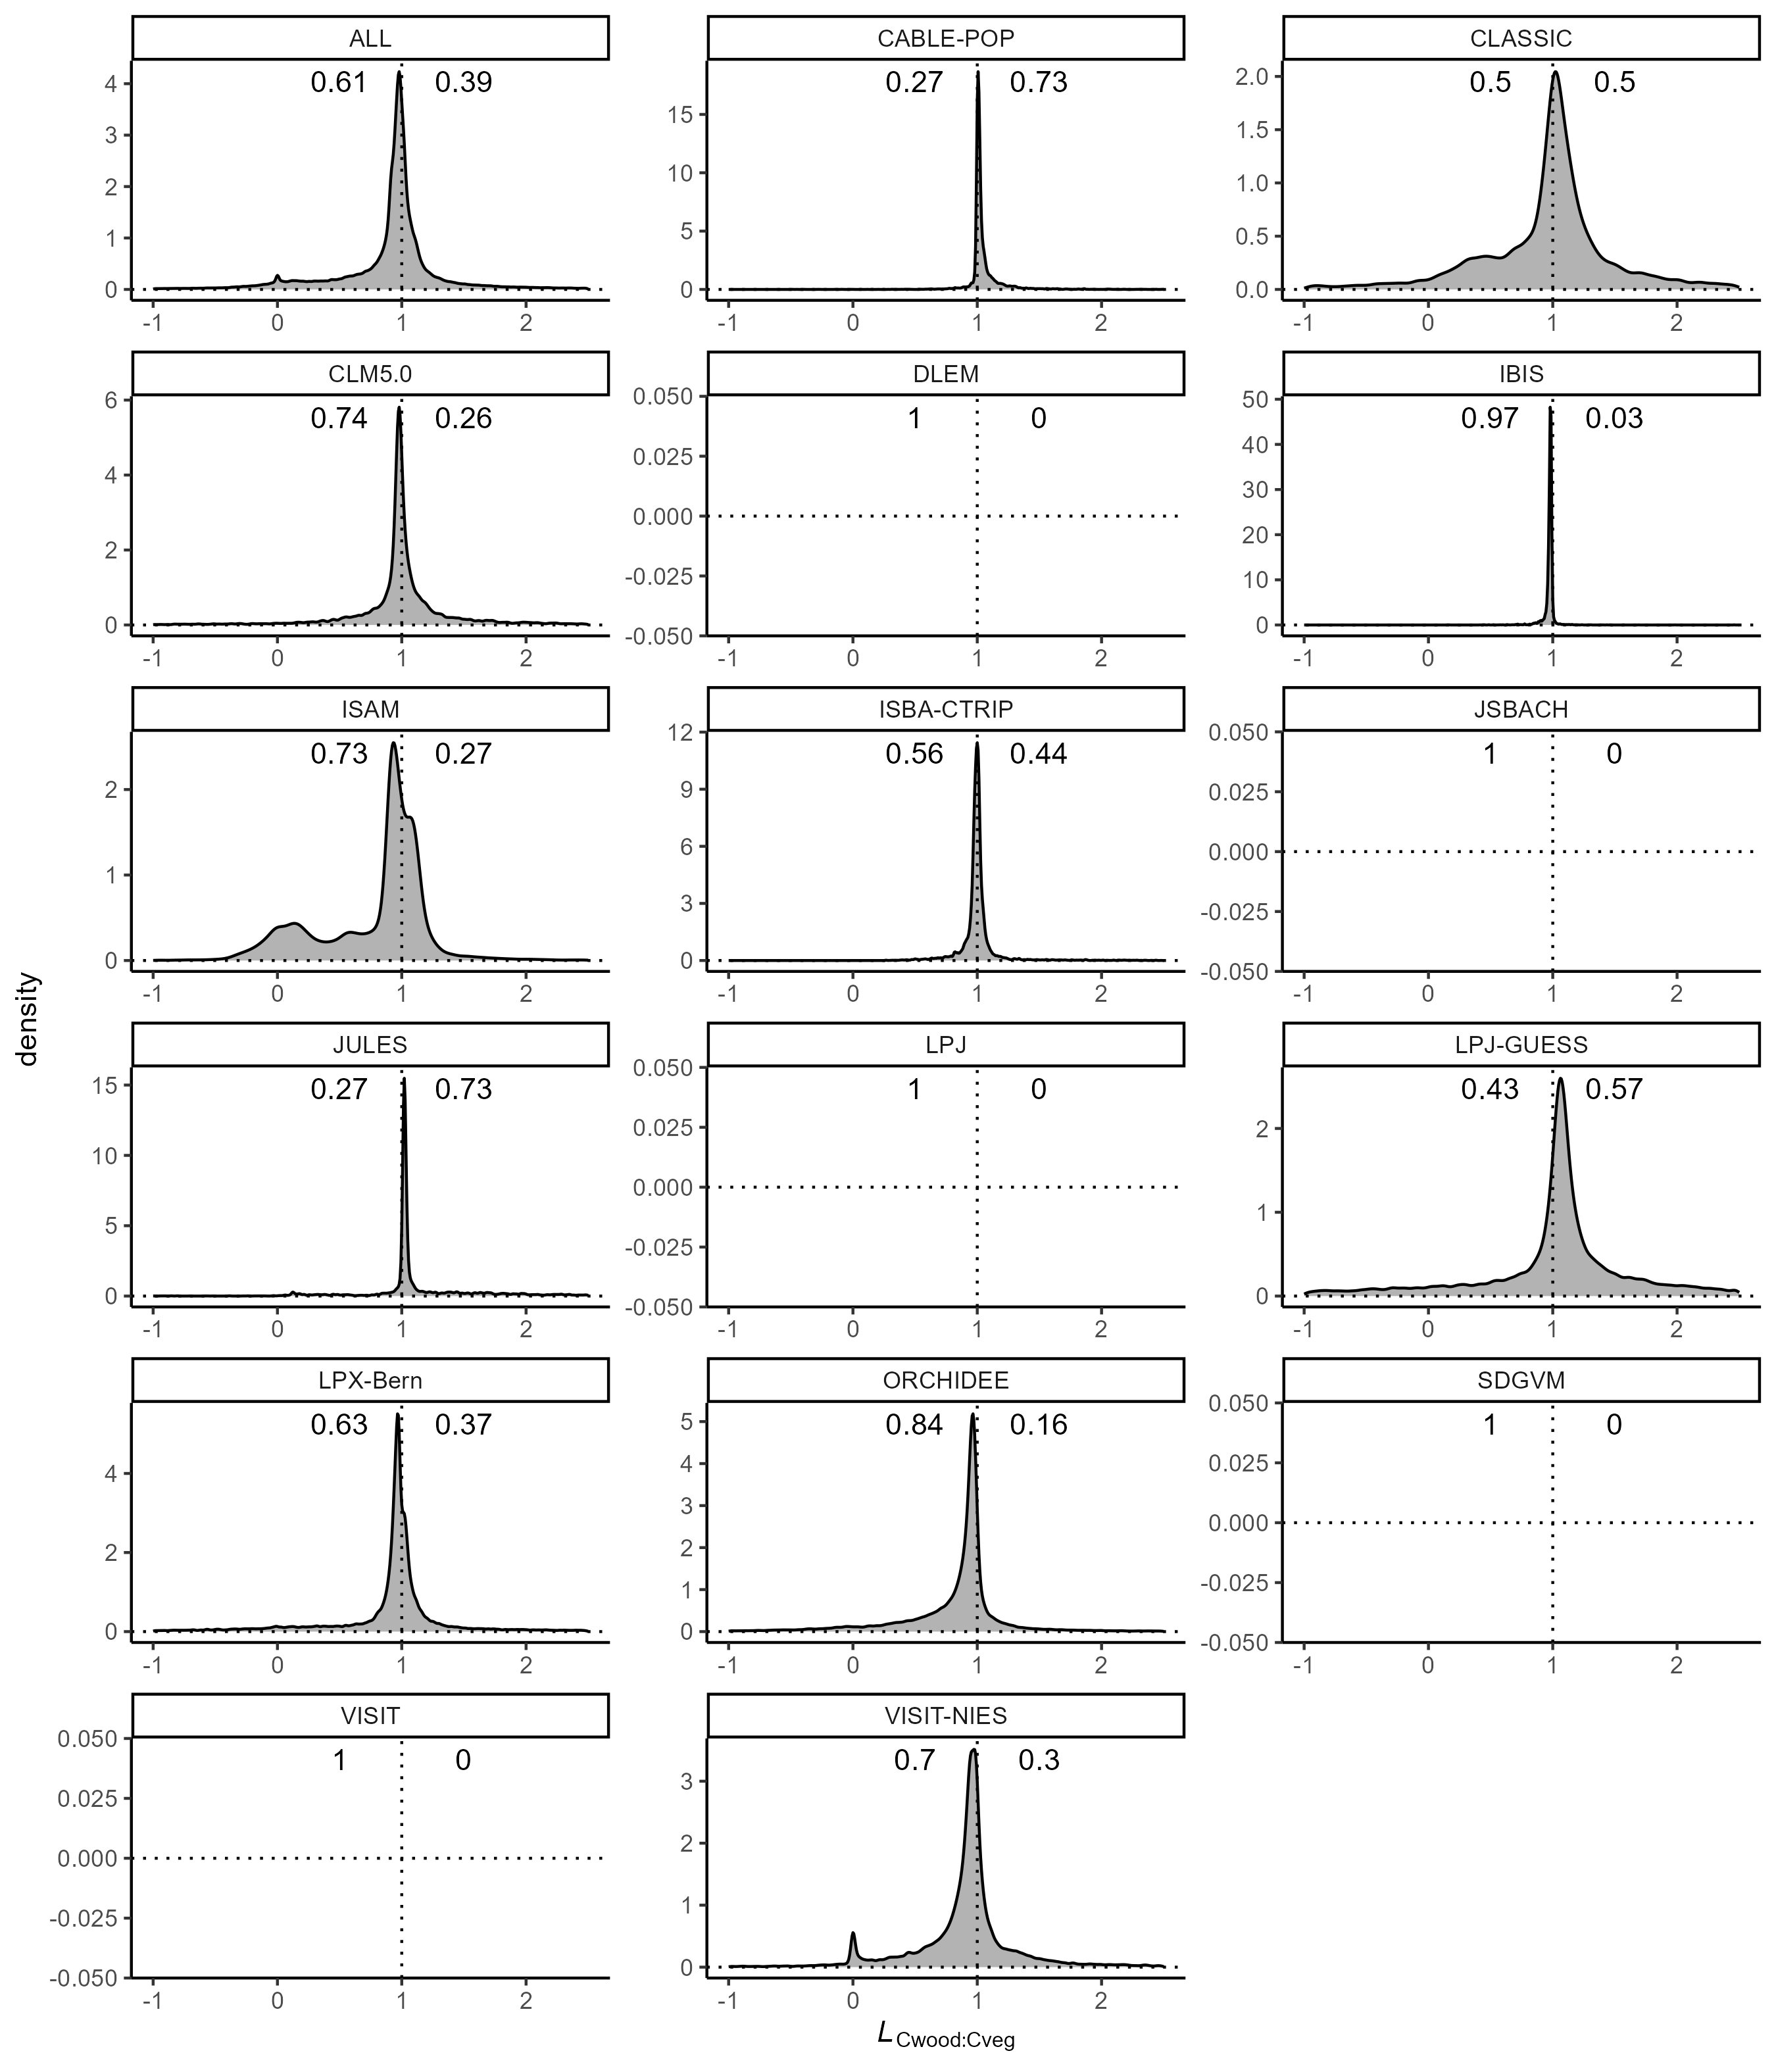 ALL CABLE-POP CLASSIC
0.61 0.39 0.27 0.73 0.5 0.5
4 3 2 1 0
15 10 5 0
2.0 1.5 1.0 0.5 0.0
-1 0 1 2 -1 0 1 2 -1 0 1 2
CLM5.0 DLEM IBIS
0.74 0.26 1 0 0.97 0.03
6 4 2 0
0.050 0.025 0.000 -0.025 -0.050
50 40 30 20 10 0
-1 0 1 2 -1 0 1 2 -1 0 1 2
ISAM ISBA-CTRIP JSBACH
0.73 0.27 0.56 0.44 1 0
2 1 0
12 9 6 3 0
0.050 0.025 0.000 -0.025 -0.050
-1 0 1 2 -1 0 1 2 -1 0 1 2
density
JULES LPJ LPJ-GUESS
0.27 0.73 1 0 0.43 0.57
15 10 5 0
0.050 0.025 0.000 -0.025 -0.050
2 1 0
-1 0 1 2 -1 0 1 2 -1 0 1 2
LPX-Bern ORCHIDEE SDGVM
0.63 0.37 0.84 0.16 1 0
4 2 0
5 4 3 2 1 0
0.050 0.025 0.000 -0.025 -0.050
-1 0 1 2 -1 0 1 2 -1 0 1 2
VISIT VISIT-NIES
1 0 0.7 0.3
0.050 0.025 0.000 -0.025 -0.050
3 2 1 0
-1 0 1 2 -1 0 1 2
L Cwood:Cveg